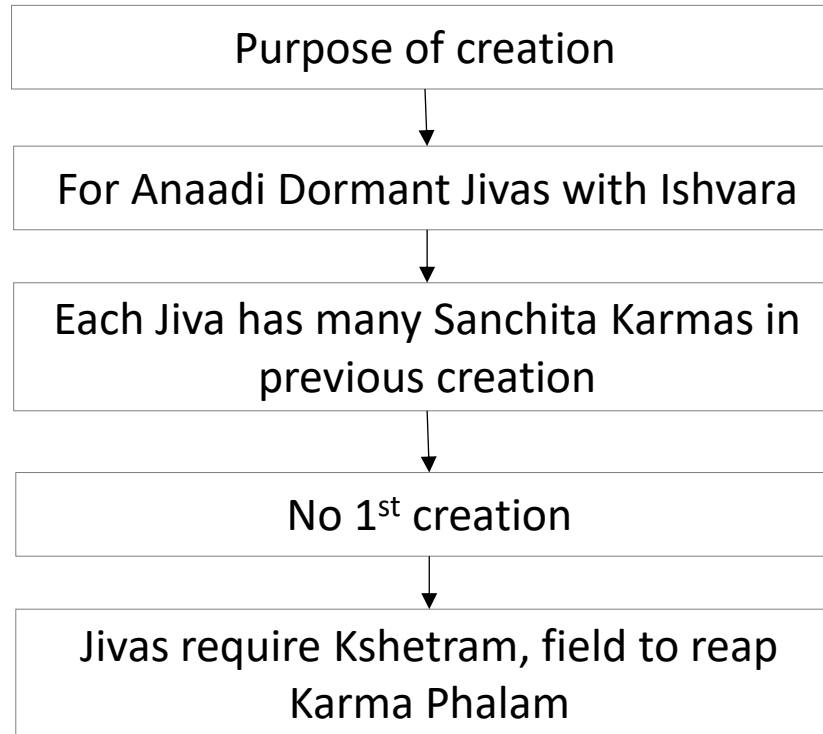 Purpose of creation
For Anaadi Dormant Jivas with Ishvara
Each Jiva has many Sanchita Karmas in
previous creation
No 1st creation
Jivas require Kshetram, field to reap
Karma Phalam